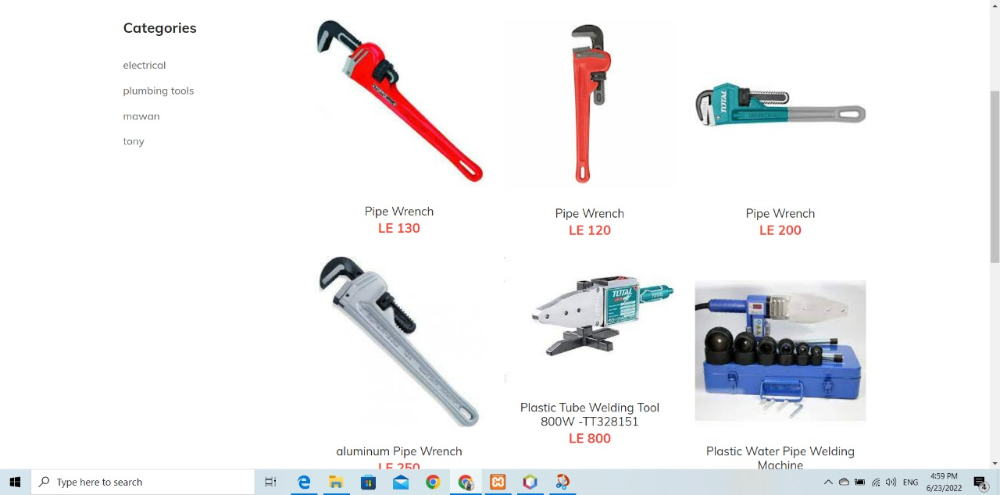 Categories
electrical
plumbing tools
mawan
tony
Pipe Wrench
LE 130
Pipe Wrench
LE 120
TOTAL
Pipe Wrench
LE 200
aluminum Pipe Wrench
LE 250
TOTAL
TOTAL
Plastic Tube Welding Tool
800W -TT328151
LE 800
Plastic Water Pipe Welding
Machine
Type here to search
ENG
4:59 PM
6/23/2022
4